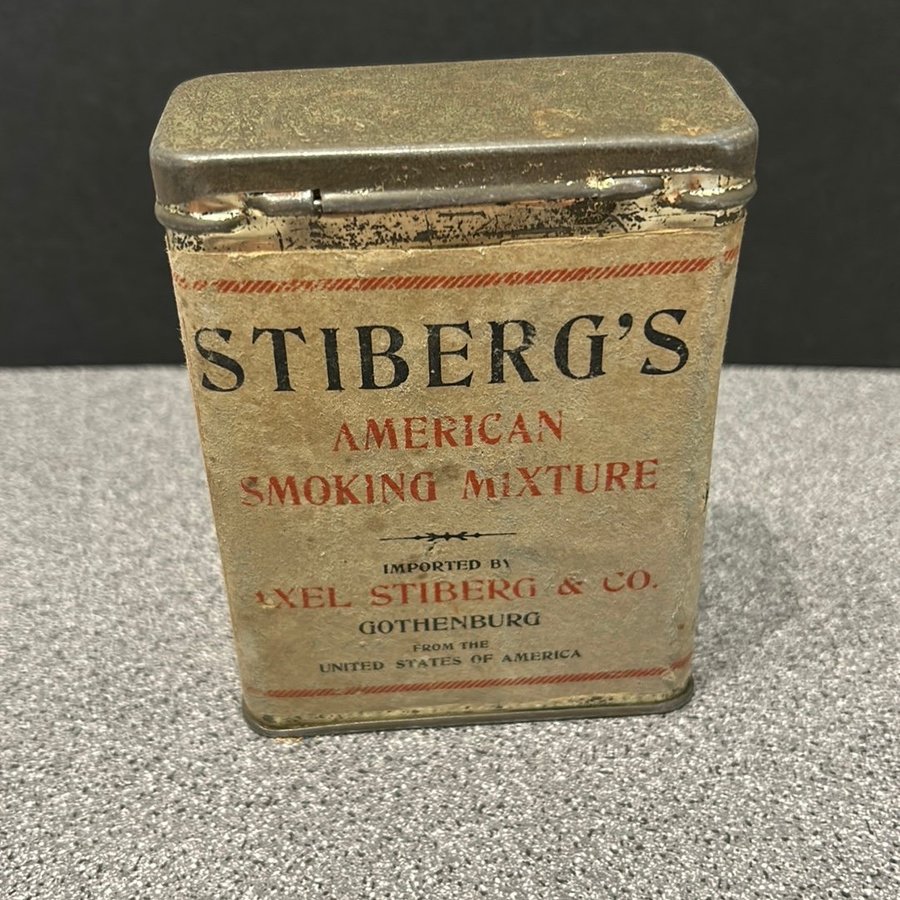 STIBERG'S
AMERICAN
SMOKING MIXTURE
IMPORTED BY
AXEL STIBERG & CO.
GOTHENBURG
FROM THE
UNITED STATES OF AMERICA